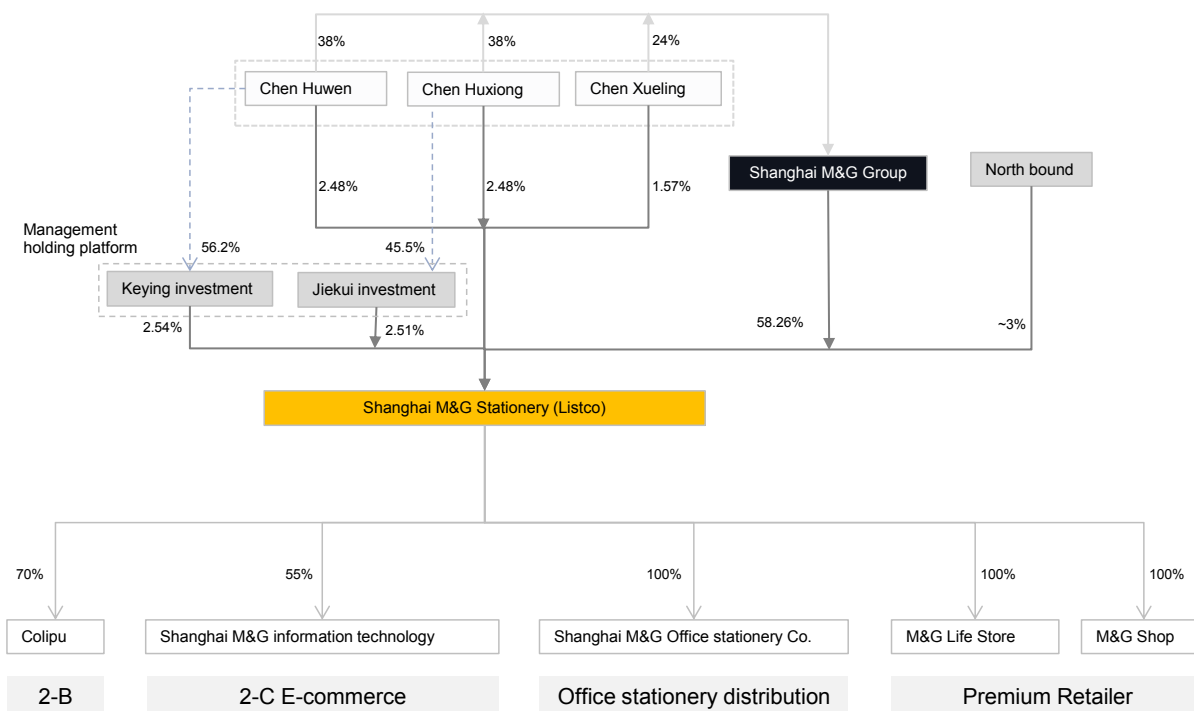 38%
38%
24%
Chen Huwen
Chen Huxiong
Chen Xueling
Shanghai M&G Group
North bound
2.48%
2.48%
1.57%
Management
holding platform
56.2%
45.5%
Keying investment
Jiekui investment
2.54%
2.51%
58.26%
~3%
Shanghai M&G Stationery (Listco)
70%
55%
100%
100%
100%
Colipu
Shanghai M&G information technology
Shanghai M&G Office stationery Co.
M&G Life Store
M&G Shop
2-B
2-C E-commerce
Office stationery distribution
Premium Retailer